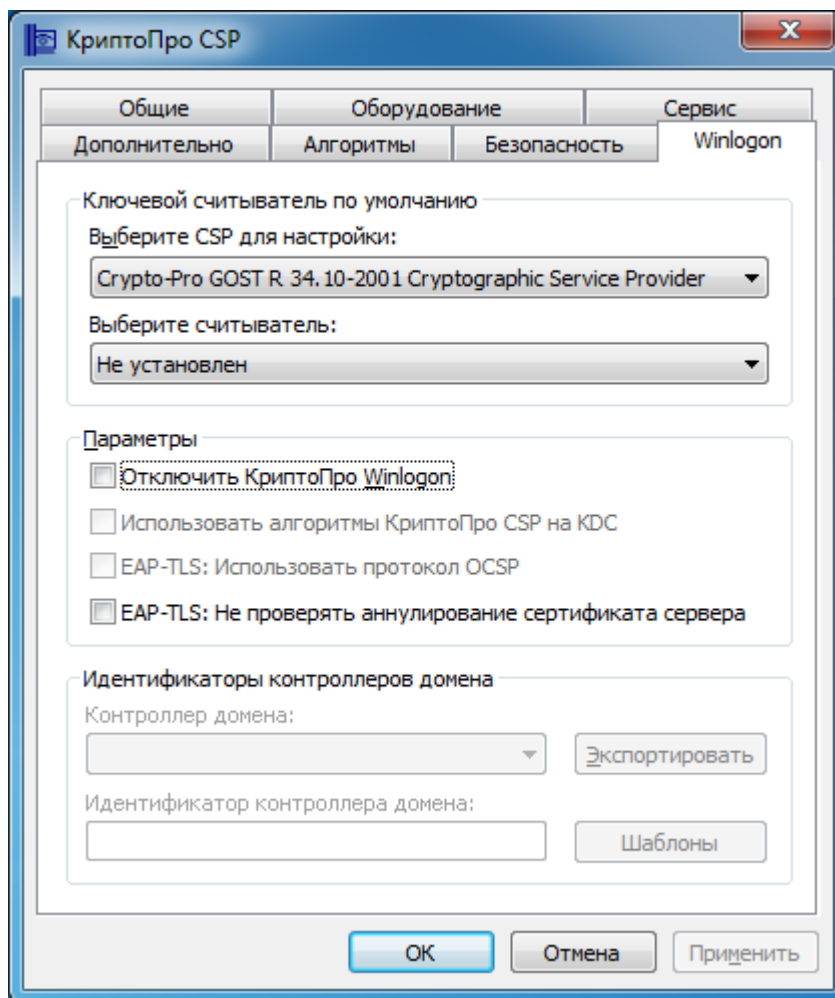 КриптоПро CSP
Общие Оборудование Сервис
Дополнительно Алгоритмы Безопасность Winlogon
Ключевой считыватель по умолчанию
Выберите CSP для настройки:
Crypto-Pro GOST R 34.10-2001 Cryptographic Service Provider
Выберите считыватель:
Не установлен
Параметры
Отключить КриптоПро Winlogon
Использовать алгоритмы КриптоПро CSP на KDC
EAP-TLS: Использовать протокол OCSP
EAP-TLS: Не проверять аннулирование сертификата сервера
Идентификаторы контроллеров домена
Контроллер домена:
Экспортировать
Идентификатор контроллера домена:
Шаблоны
ОК Отмена Применить